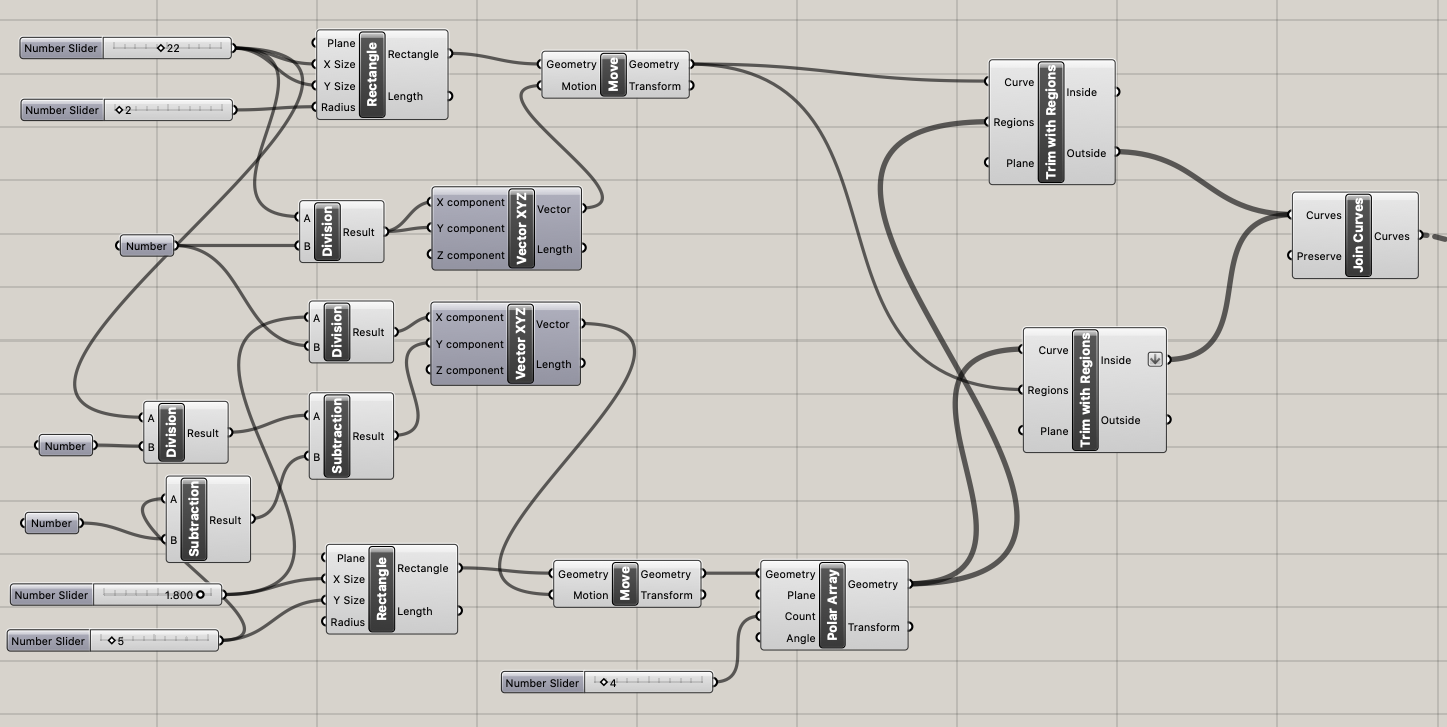 Number Slider 22
Number Slider 2
Plane
X Size
Y Size
Radius
Rectangle
Rectangle
Length
Geometry
Motion
Move
Geometry
Transform
Curve
Regions
Plane
Trim with Regions
Inside
Outside
Number
A
B
Division
Result
X component
Y component
Z component
Vector XYZ
Vector
Length
Curves
Preserve
Join Curves
Curves
A
B
Division
Result
X component
Y component
Z component
Vector XYZ
Vector
Length
Curve
Regions
Plane
Trim with Regions
Inside
Outside
Number
A
B
Division
Result
A
B
Subtraction
Result
Number
A
B
Subtraction
Result
Number Slider 1.800
Number Slider 5
Plane
X Size
Y Size
Radius
Rectangle
Rectangle
Length
Geometry
Motion
Move
Geometry
Transform
Geometry
Plane
Count
Angle
Polar Array
Geometry
Transform
Number Slider 4